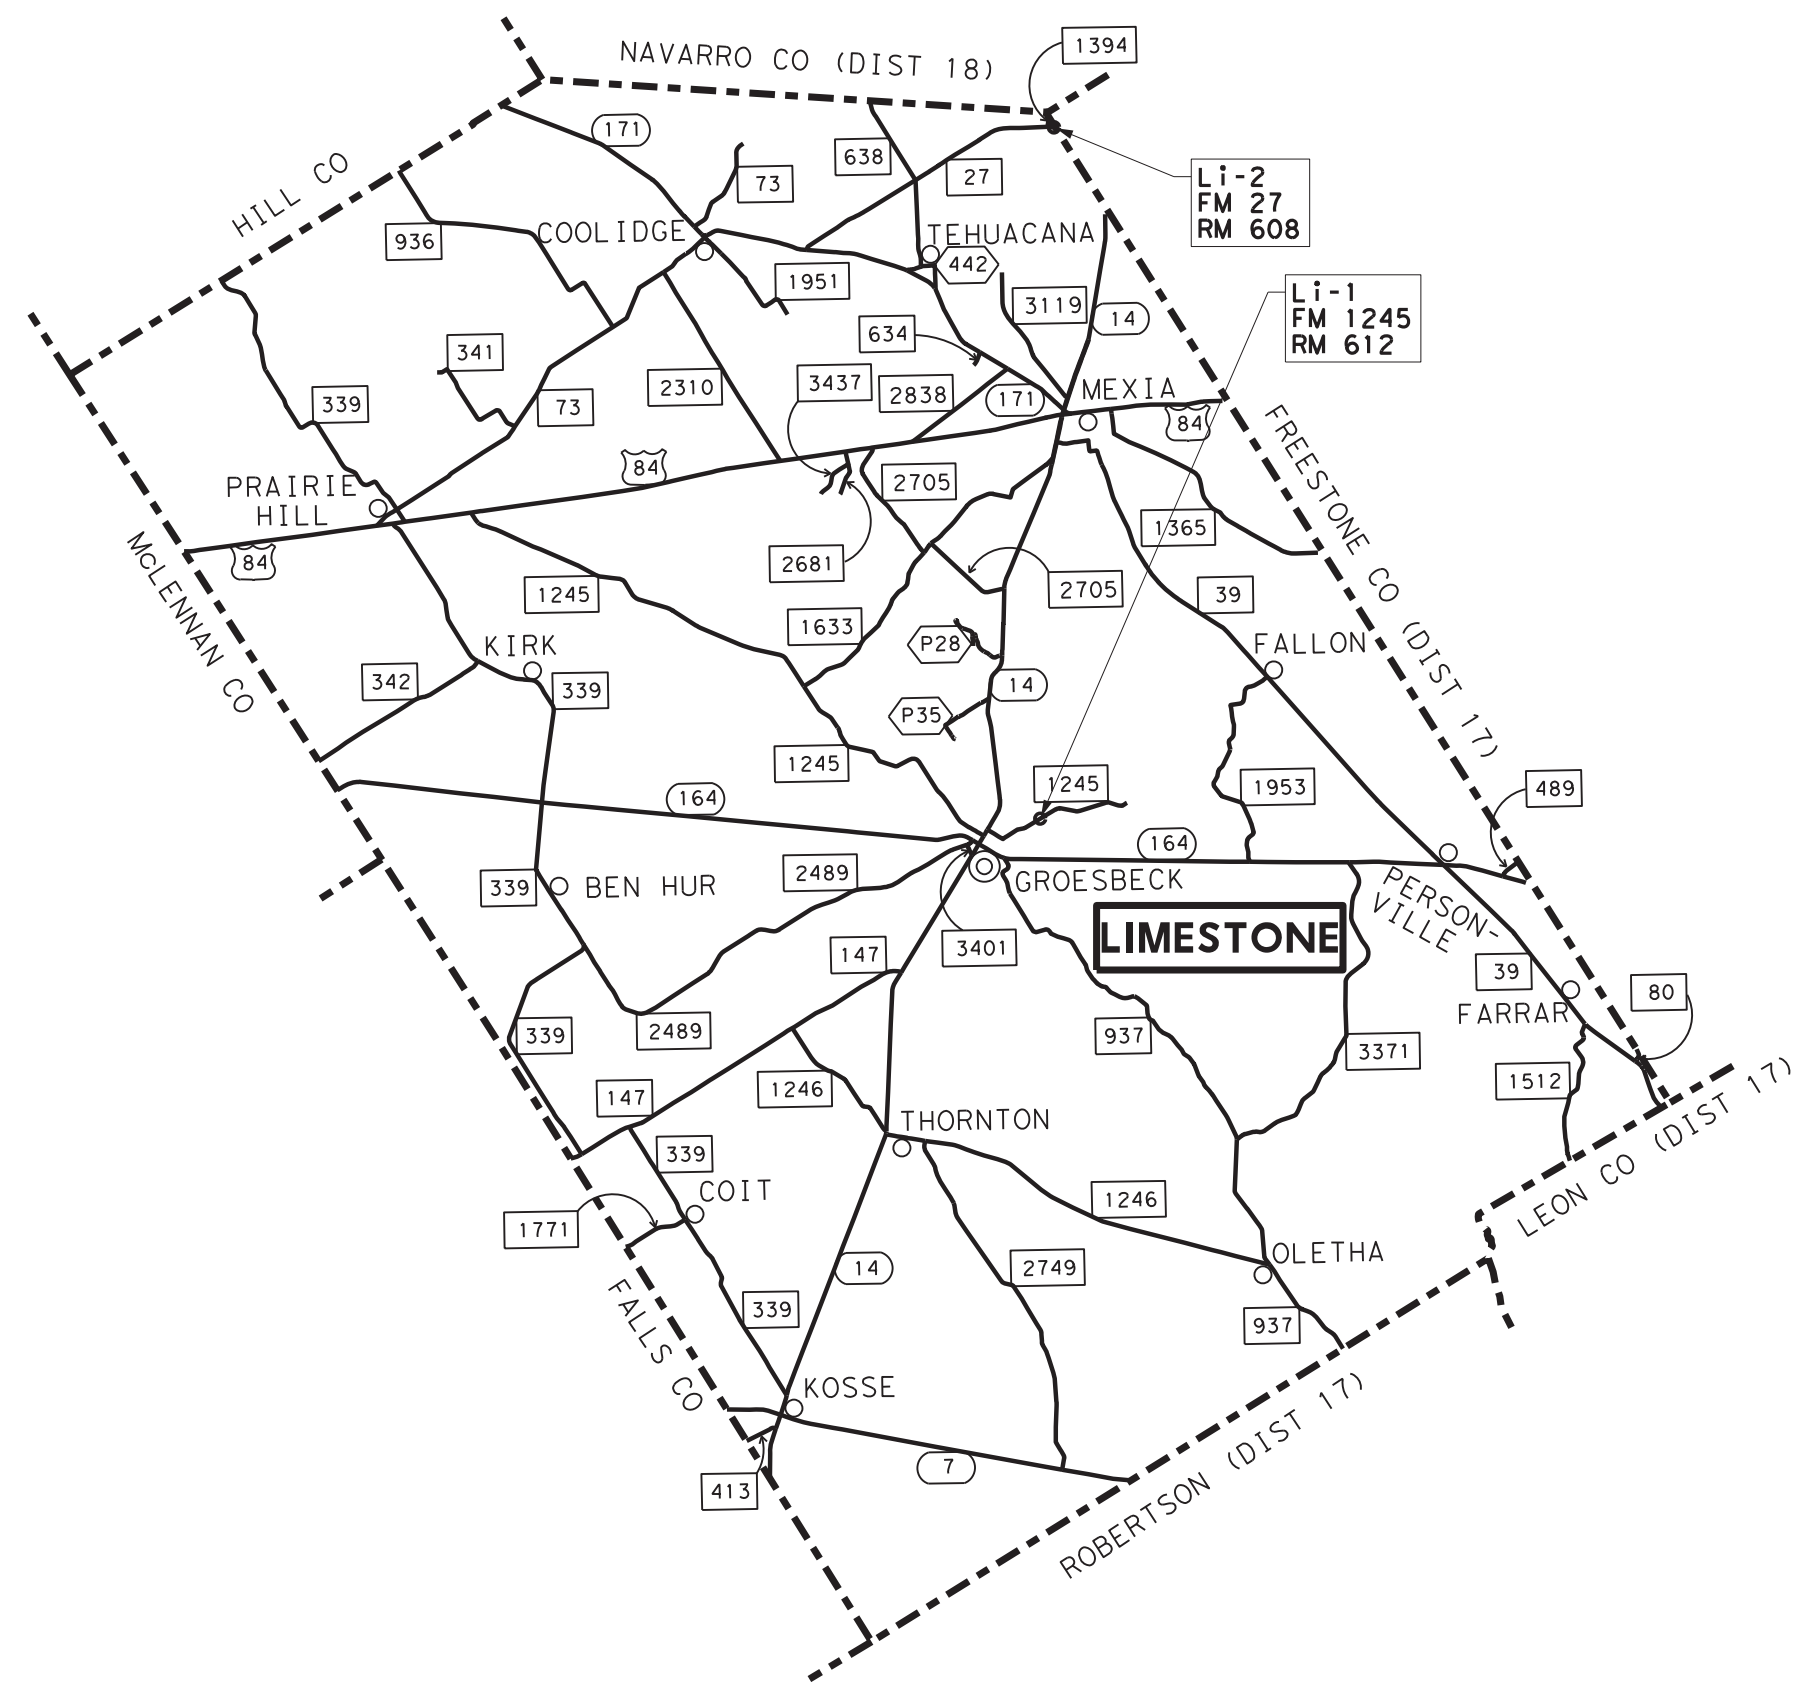 1394
NAVARRO CO (DIST 18)
171
638
73
27
HILL CO
Li-2
FM 27
RM 608
936
COOLIDGE
TEHUACANA
442
1951
3119
14
Li-1
FM 1245
RM 612
634
341
2310
3437
2838
171
MEXIA
339
73
84
84
FREESTONE CO (DIST 17)
PRAIRIE
HILL
2705
1365
84
McLENNAN CO
2681
1245
2705
39
1633
P28
FALLON
KIRK
342
339
14
P35
1245
1245
1953
489
164
164
2489
339
BEN HUR
GROESBECK
PERSON-
VILLE
LIMESTONE
147
3401
39
80
FARRAR
339
2489
937
3371
1512
147
1246
THORNTON
LEON CO (DIST 17)
339
COIT
1246
1771
OLETHA
14
2749
339
937
FALLS CO
KOSSE
7
413
ROBERTSON (DIST 17)